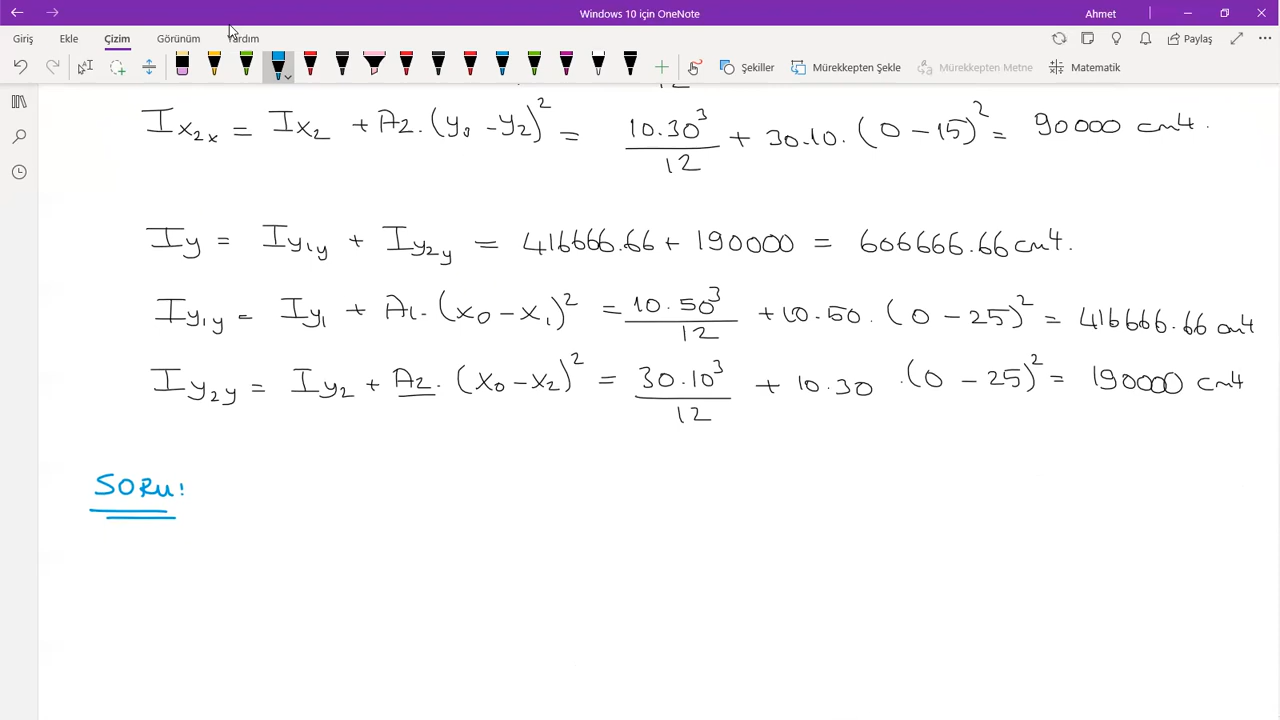 Windows 10 için OneNote
Ahmet
Giriş Ekle Çizim Görünüm Yardım
Paylaş
Şekiller Mürekkepten Şekle Mürekkepten Metne Matematik
12
Ix₂ₓ = Ix₂ + A2.(y₀ - y₂)² = 10.30³/12 + 30.10.(0-15)² = 90000 cm4.
Iy = Iy₁y + Iy₂y = 416666.66 + 190000 = 606666.66 cm4.
Iy₁y = Iy₁ + A1.(x₀ - x₁)² = 10.50³/12 + 10.50.(0-25)² = 416666.66 cm4
Iy₂y = Iy₂ + A2.(x₀ - x₂)² = 30.10³/12 + 10.30.(0-25)² = 190000 cm4
SORU: